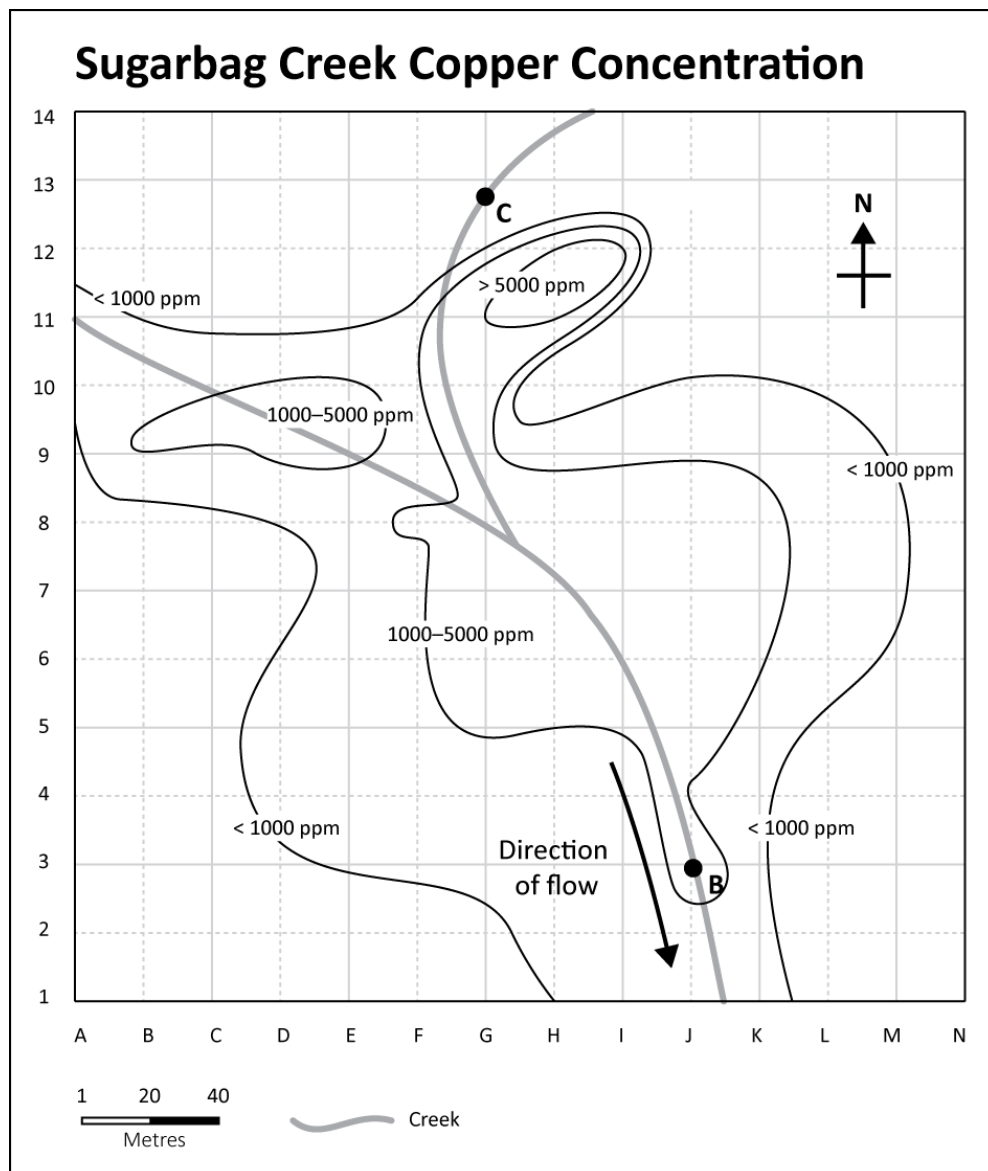 Sugarbag Creek Copper Concentration
14
13
12
11
10
9
8
7
6
5
4
3
2
1
C
N
> 5000 ppm
< 1000 ppm
1000–5000 ppm
< 1000 ppm
1000–5000 ppm
< 1000 ppm
< 1000 ppm
Direction
of flow
B
A B C D E F G H I J K L M N
1 20 40
Metres
Creek